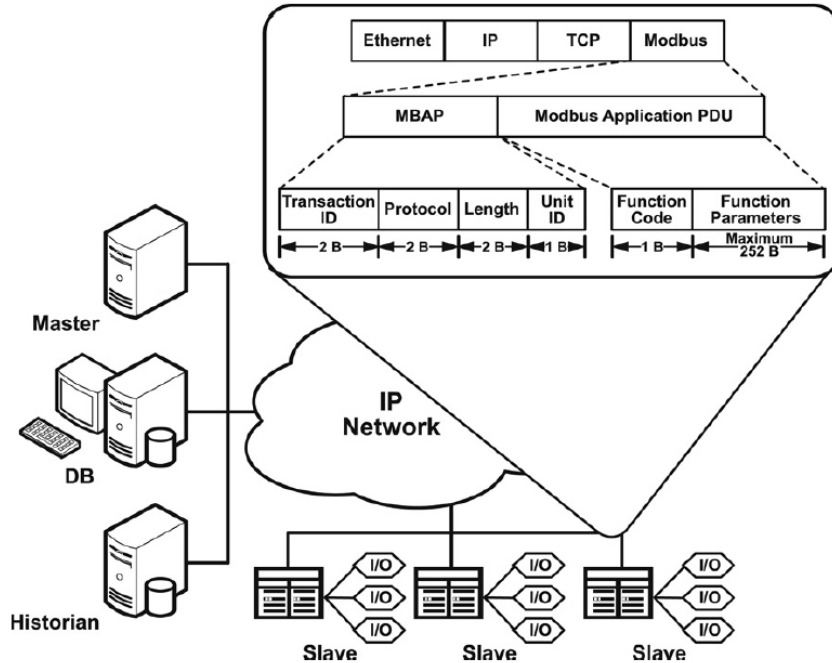 Ethernet IP TCP Modbus
MBAP Modbus Application PDU
Transaction ID Protocol Length Unit ID Function Code Function Parameters
2 B 2 B 2 B 1 B 1 B Maximum 252 B
Master
IP
Network
DB
Historian
I/O I/O I/O
I/O I/O I/O
I/O I/O I/O
Slave Slave Slave